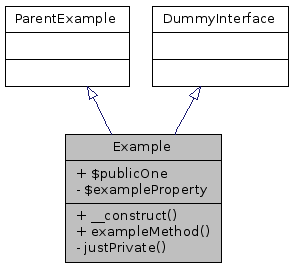 ParentExample
DummyInterface
Example
+ $publicOne
- $exampleProperty
+ __construct()
+ exampleMethod()
- justPrivate()